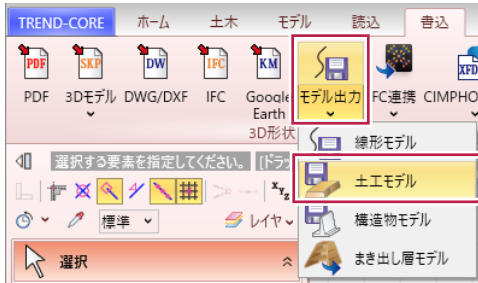 TREND-CORE ホーム 土木 モデル 読込 書込
PDF SKP DW IFC KM XFD
PDF 3Dモデル DWG/DXF IFC Google Earth モデル出力 FC連携 CIMPHO
3D形状
線形モデル
選択する要素を指定してください。 [ドラッ
土工モデル
標準 レイヤ
構造物モデル
選択
まき出し層モデル